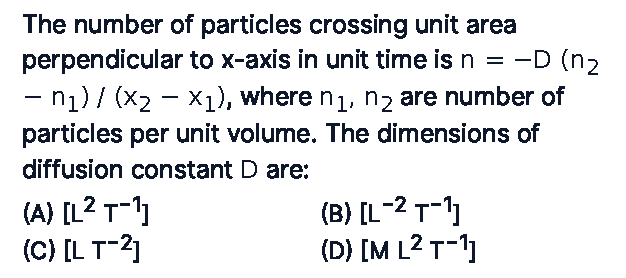 The number of particles crossing unit area
perpendicular to x-axis in unit time is n = −D (n₂
− n₁) / (x₂ − x₁), where n₁, n₂ are number of
particles per unit volume. The dimensions of
diffusion constant D are:
(A) [L² T⁻¹] (B) [L⁻² T⁻¹]
(C) [L T⁻²] (D) [M L² T⁻¹]